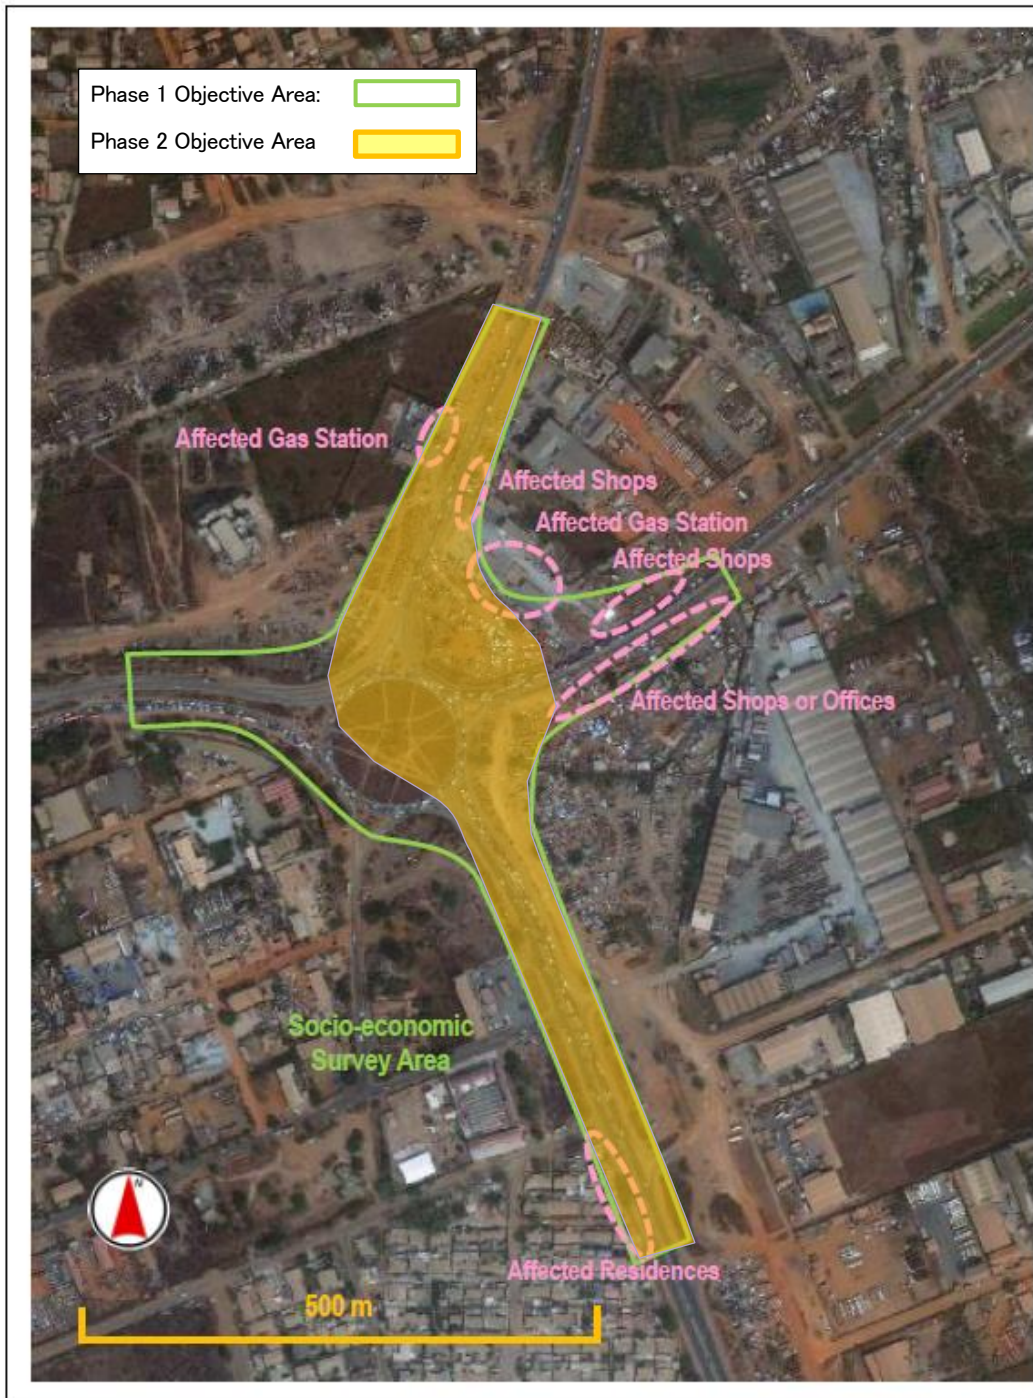 Phase 1 Objective Area:
Phase 2 Objective Area
Affected Gas Station
Affected Shops
Affected Gas Station
Affected Shops
Affected Shops or Offices
Socio-economic
Survey Area
N
Affected Residences
500 m